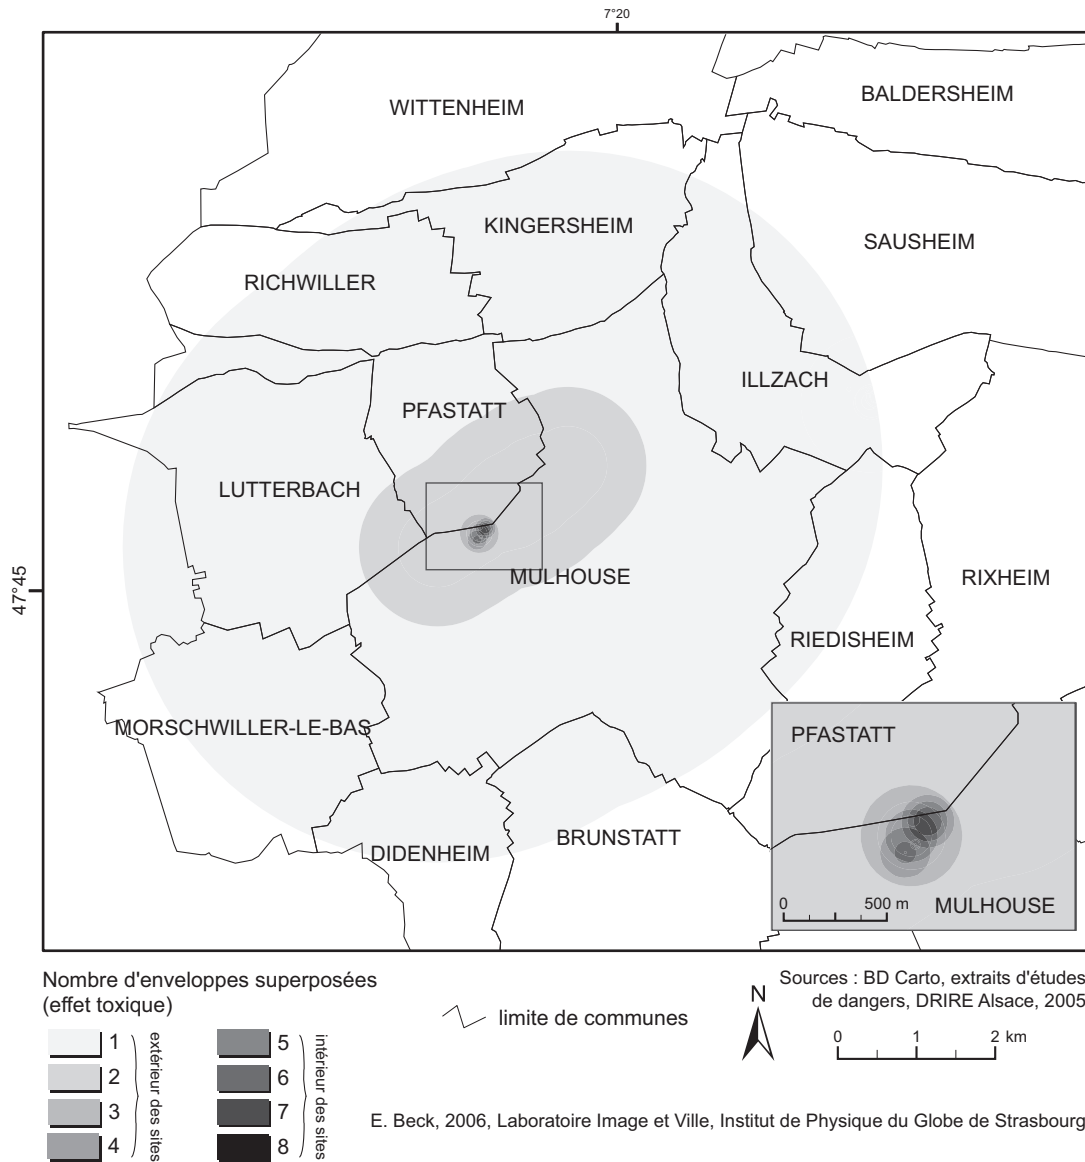 7°20
WITTENHEIM
BALDERSHEIM
KINGERSHEIM
SAUSHEIM
RICHWILLER
ILLZACH
PFASTATT
LUTTERBACH
47°45
MULHOUSE
RIXHEIM
RIEDISHEIM
MORSCHWILLER-LE-BAS
PFASTATT
BRUNSTATT
DIDENHEIM
0 500 m
MULHOUSE
Nombre d'enveloppes superposées
(effet toxique)
1
2
3
4
extérieur des sites
5
6
7
8
intérieur des sites
limite de communes
N
Sources : BD Carto, extraits d'études
de dangers, DRIRE Alsace, 2005
0 1 2 km
E. Beck, 2006, Laboratoire Image et Ville, Institut de Physique du Globe de Strasbourg